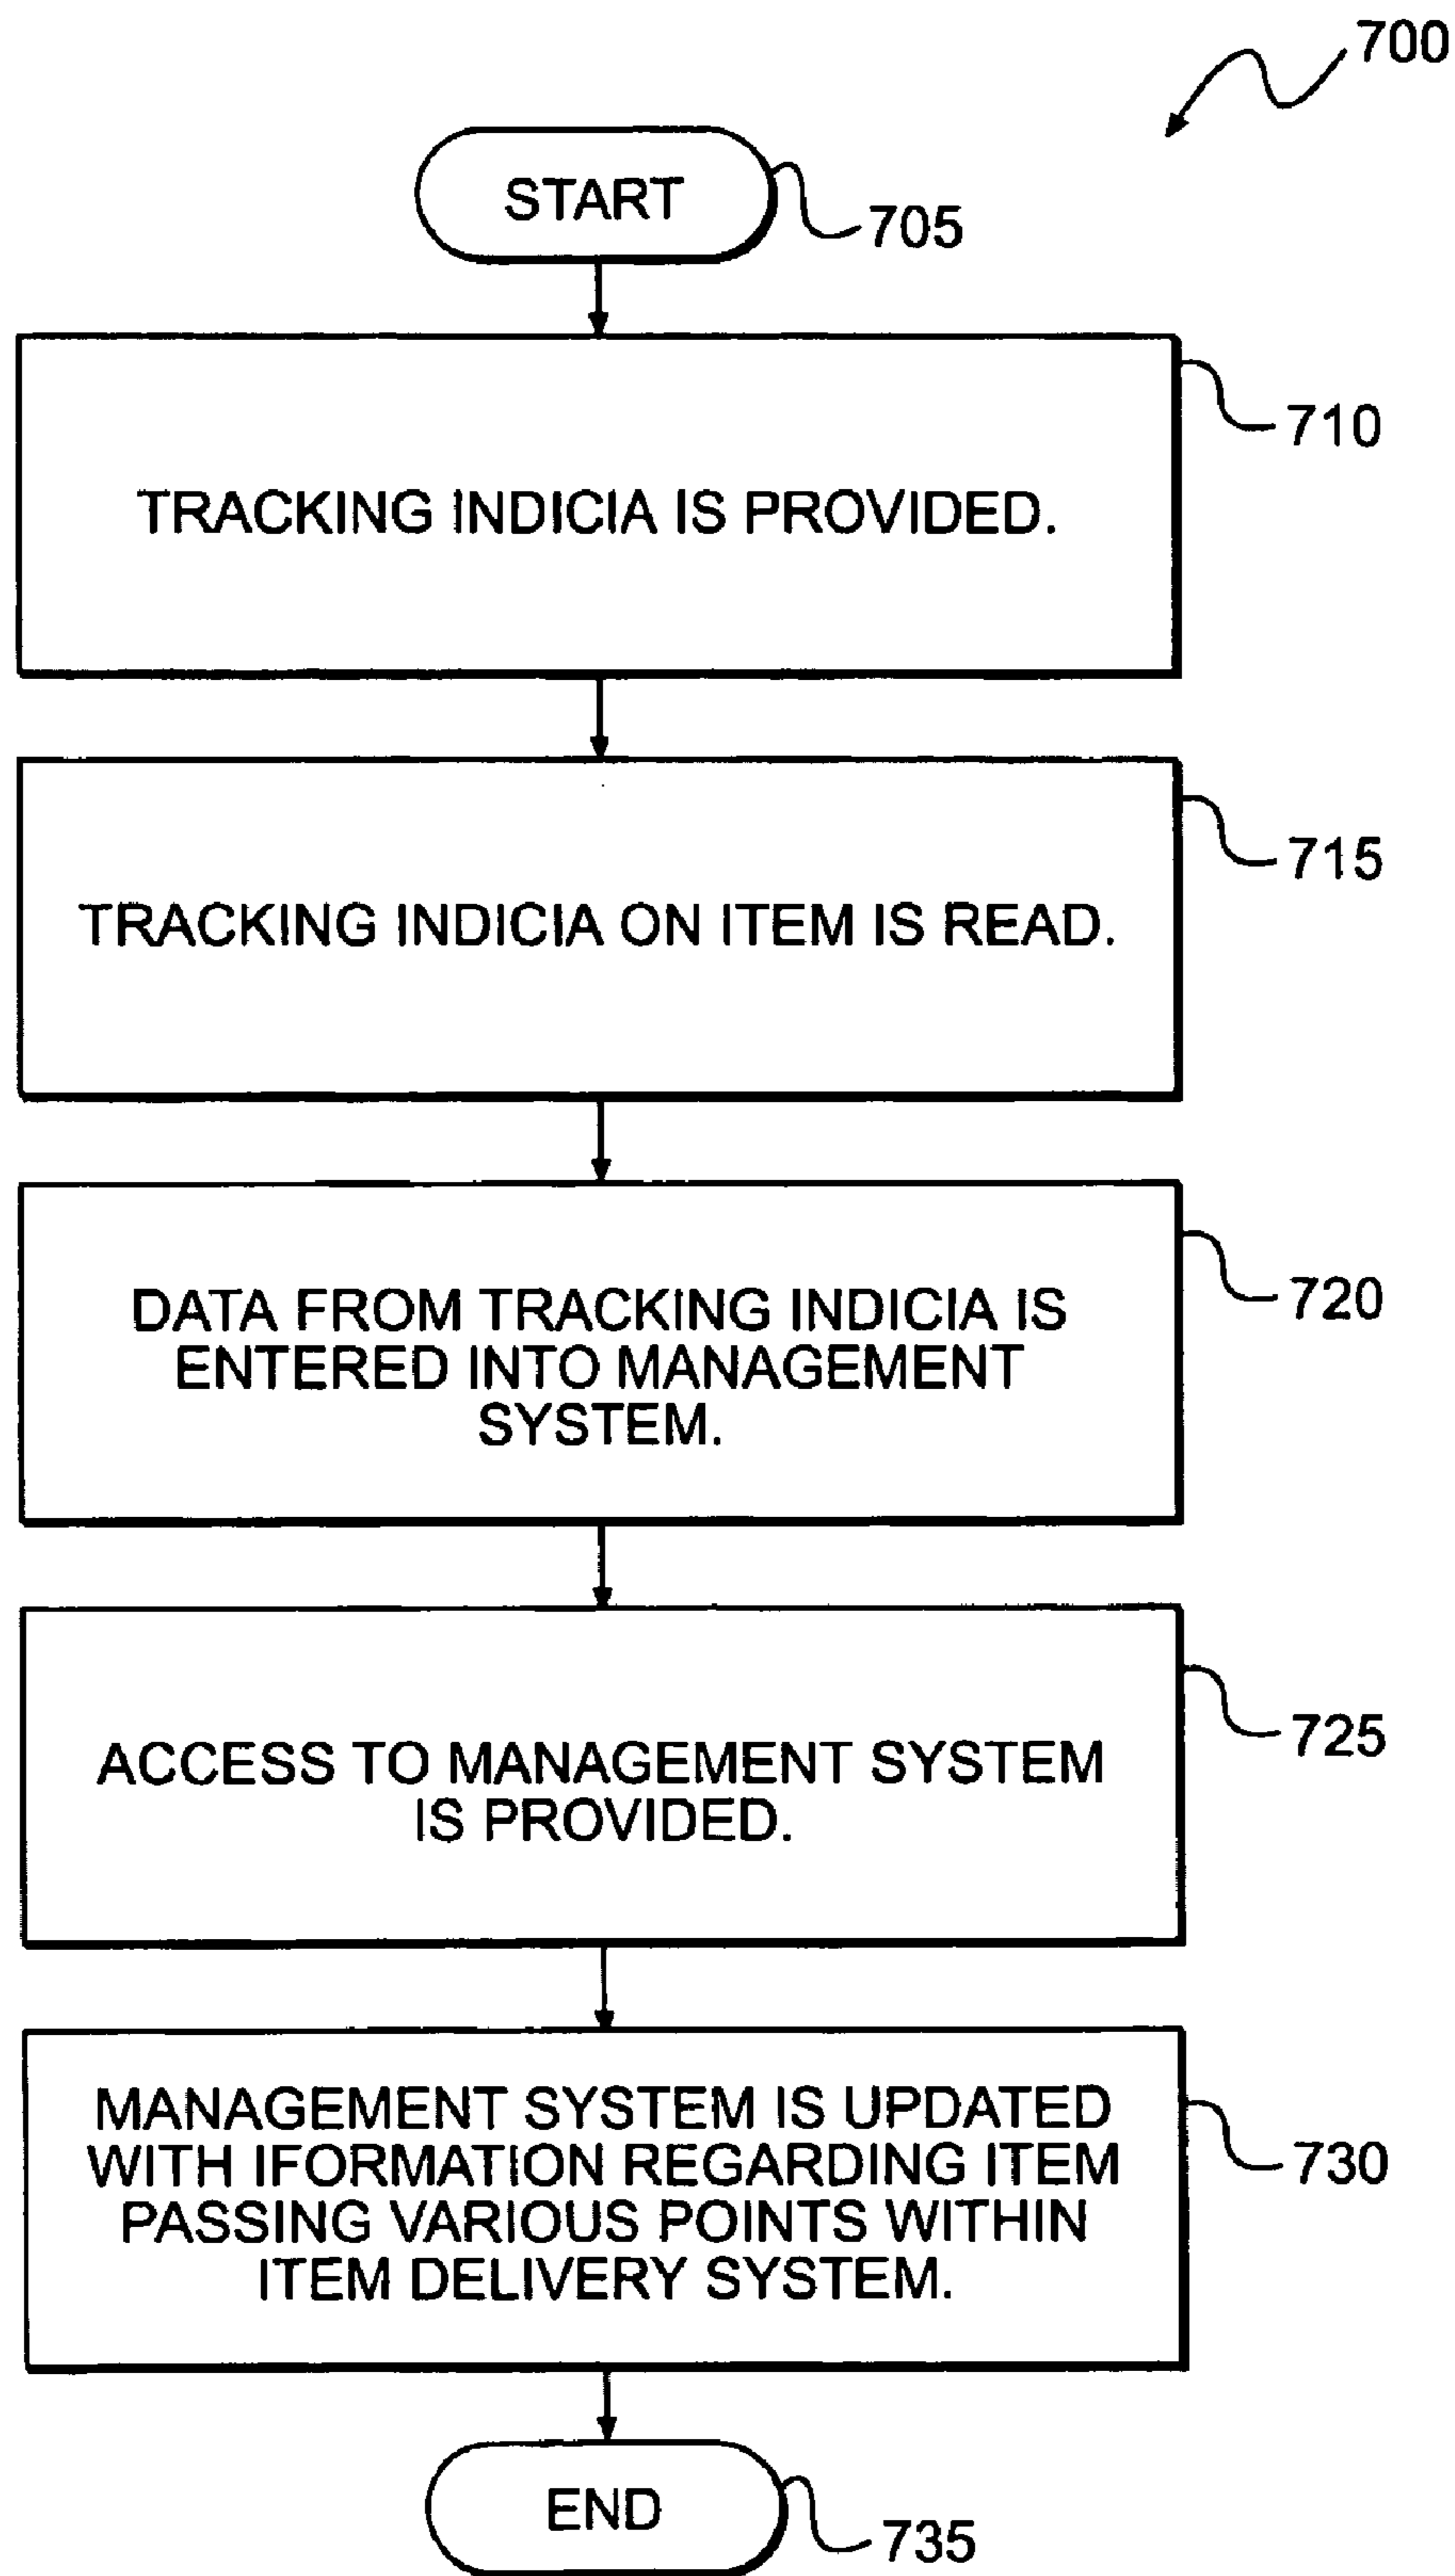 700
START
705
TRACKING INDICIA IS PROVIDED.
710
TRACKING INDICIA ON ITEM IS READ.
715
DATA FROM TRACKING INDICIA IS
ENTERED INTO MANAGEMENT
SYSTEM.
720
ACCESS TO MANAGEMENT SYSTEM
IS PROVIDED.
725
MANAGEMENT SYSTEM IS UPDATED
WITH IFORMATION REGARDING ITEM
PASSING VARIOUS POINTS WITHIN
ITEM DELIVERY SYSTEM.
730
END
735